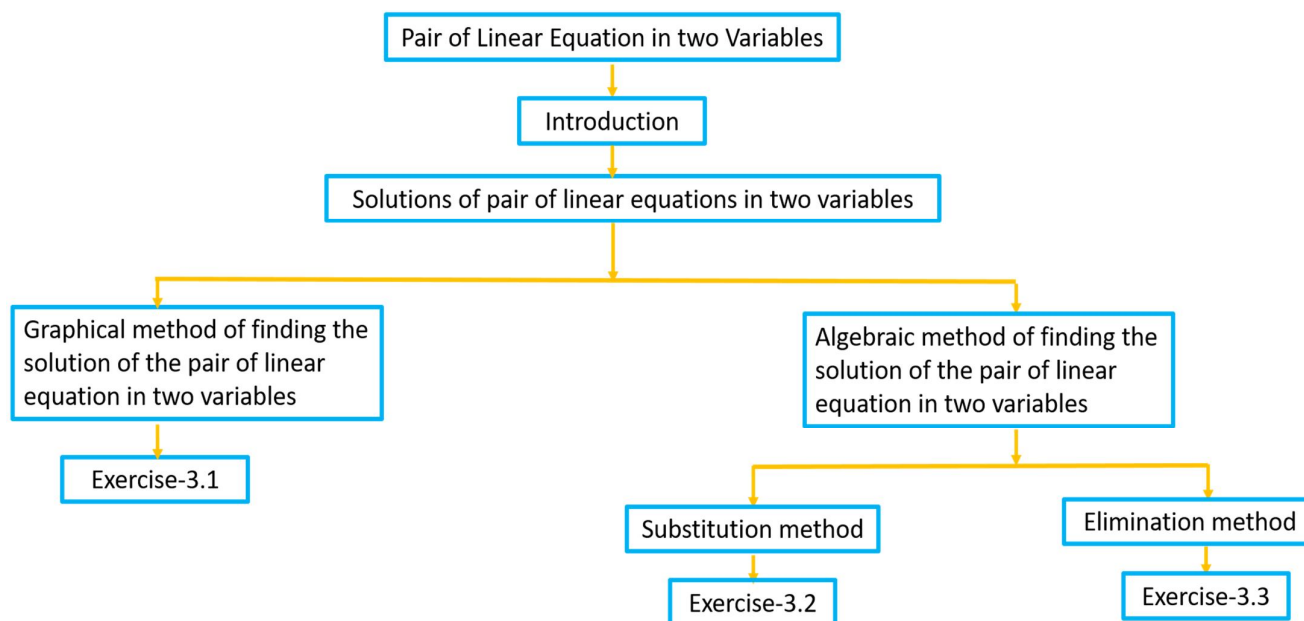 Pair of Linear Equation in two Variables
Introduction
Solutions of pair of linear equations in two variables
Graphical method of finding the
solution of the pair of linear
equation in two variables
Algebraic method of finding the
solution of the pair of linear
equation in two variables
Exercise-3.1
Substitution method
Elimination method
Exercise-3.2
Exercise-3.3